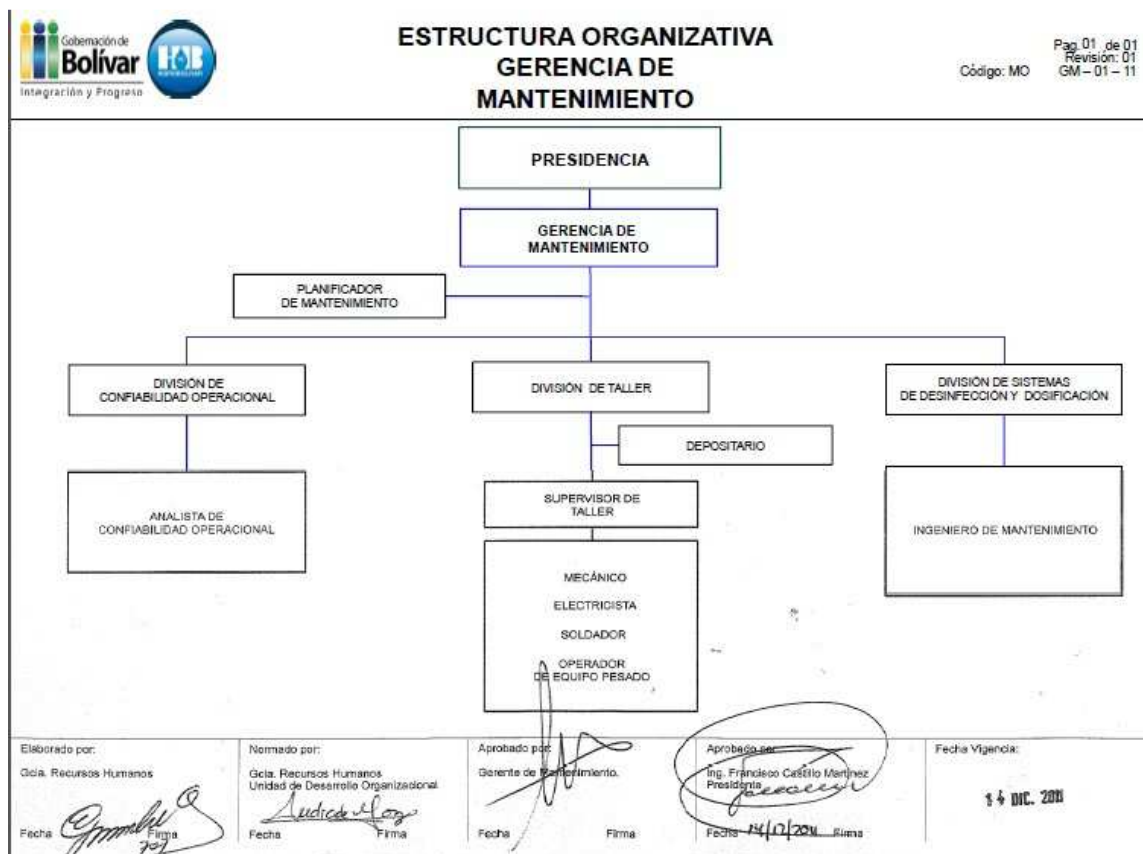 Gobernación de
Bolívar
Integración y Progreso
ESTRUCTURA ORGANIZATIVA
GERENCIA DE
MANTENIMIENTO
Código: MO
Pag. 01 de 01
Revisión: 01
GM – 01 – 11
PRESIDENCIA
GERENCIA DE
MANTENIMIENTO
PLANIFICADOR
DE MANTENIMIENTO
DIVISIÓN DE
CONFIABILIDAD OPERACIONAL
DIVISIÓN DE TALLER
DIVISIÓN DE SISTEMAS
DE DESINFECCIÓN Y DOSIFICACIÓN
DEPOSITARIO
ANALISTA DE
CONFIABILIDAD OPERACIONAL
SUPERVISOR DE
TALLER
INGENIERO DE MANTENIMIENTO
MECÁNICO
ELECTRICISTA
SOLDADOR
OPERADOR
DE EQUIPO PESADO
Elaborado por:
Gcia. Recursos Humanos
Fecha Firma
Normado por:
Gcia. Recursos Humanos
Unidad de Desarrollo Organizacional
Fecha Firma
Aprobado por:
Gerente de Mantenimiento.
Fecha Firma
Aprobado por:
Ing. Francisco Castillo Martínez
Presidente
Fecha 14/12/2011 Firma
Fecha Vigencia:
14 DIC. 2011